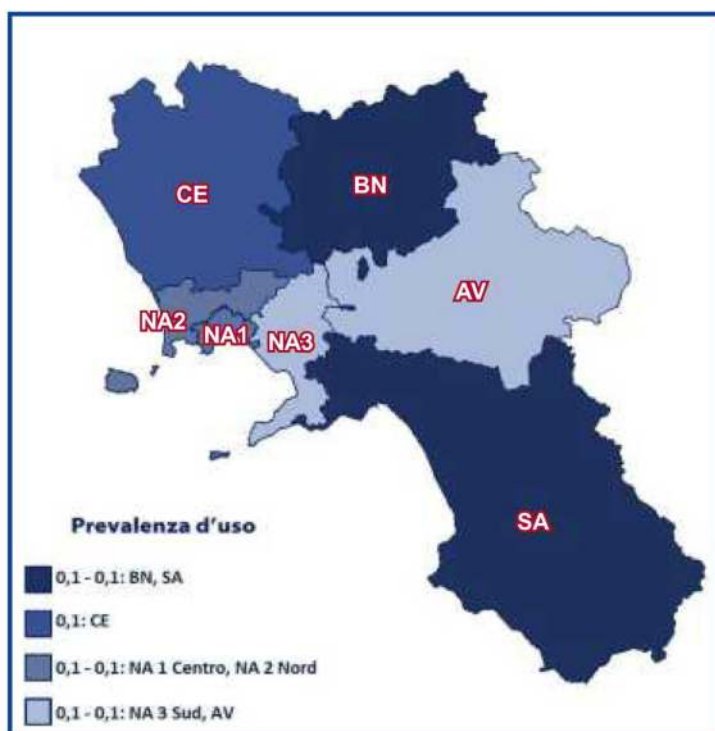 CE
BN
AV
NA2
NA1
NA3
SA
Prevalenza d'uso
0,1 - 0,1: BN, SA
0,1: CE
0,1 - 0,1: NA 1 Centro, NA 2 Nord
0,1 - 0,1: NA 3 Sud, AV